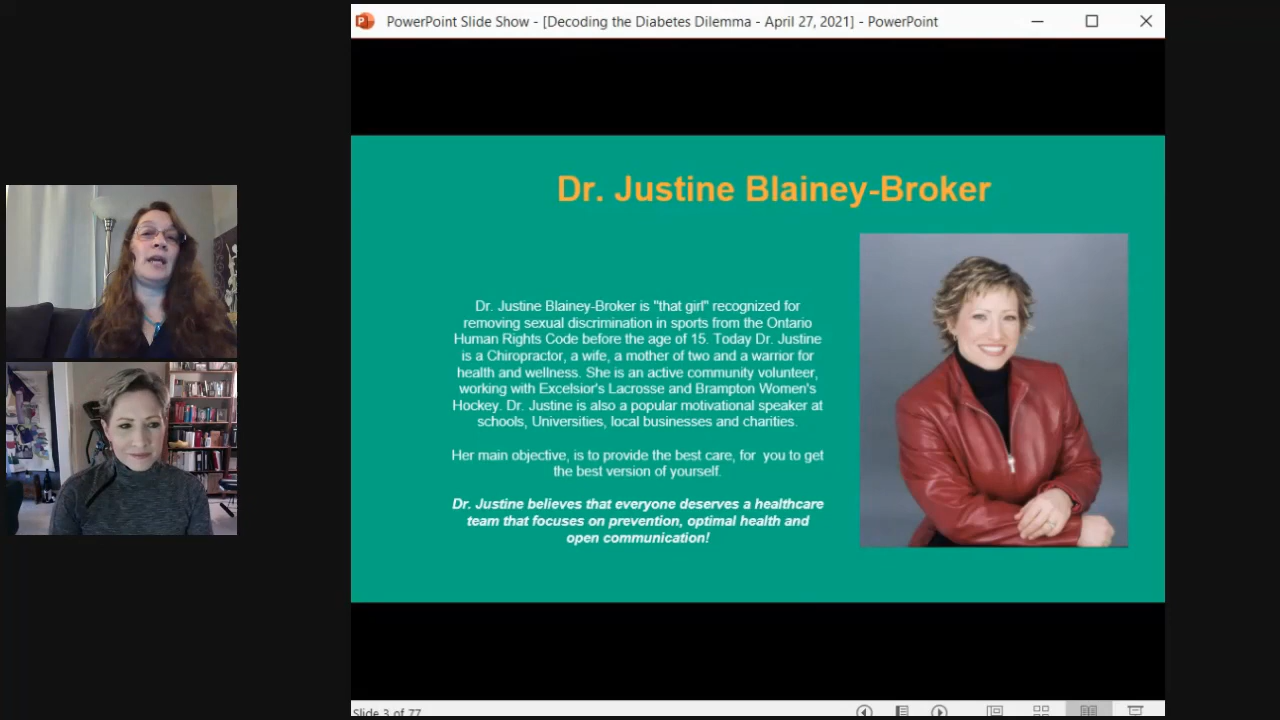 PowerPoint Slide Show - [Decoding the Diabetes Dilemma - April 27, 2021] - PowerPoint
Dr. Justine Blainey-Broker
Dr. Justine Blainey-Broker is "that girl" recognized for
removing sexual discrimination in sports from the Ontario
Human Rights Code before the age of 15. Today Dr. Justine
is a Chiropractor, a wife, a mother of two and a warrior for
health and wellness. She is an active community volunteer,
working with Excelsior's Lacrosse and Brampton Women's
Hockey. Dr. Justine is also a popular motivational speaker at
schools, Universities, local businesses and charities.
Her main objective, is to provide the best care, for you to get
the best version of yourself.
Dr. Justine believes that everyone deserves a healthcare
team that focuses on prevention, optimal health and
open communication!
Slide 3 of 77